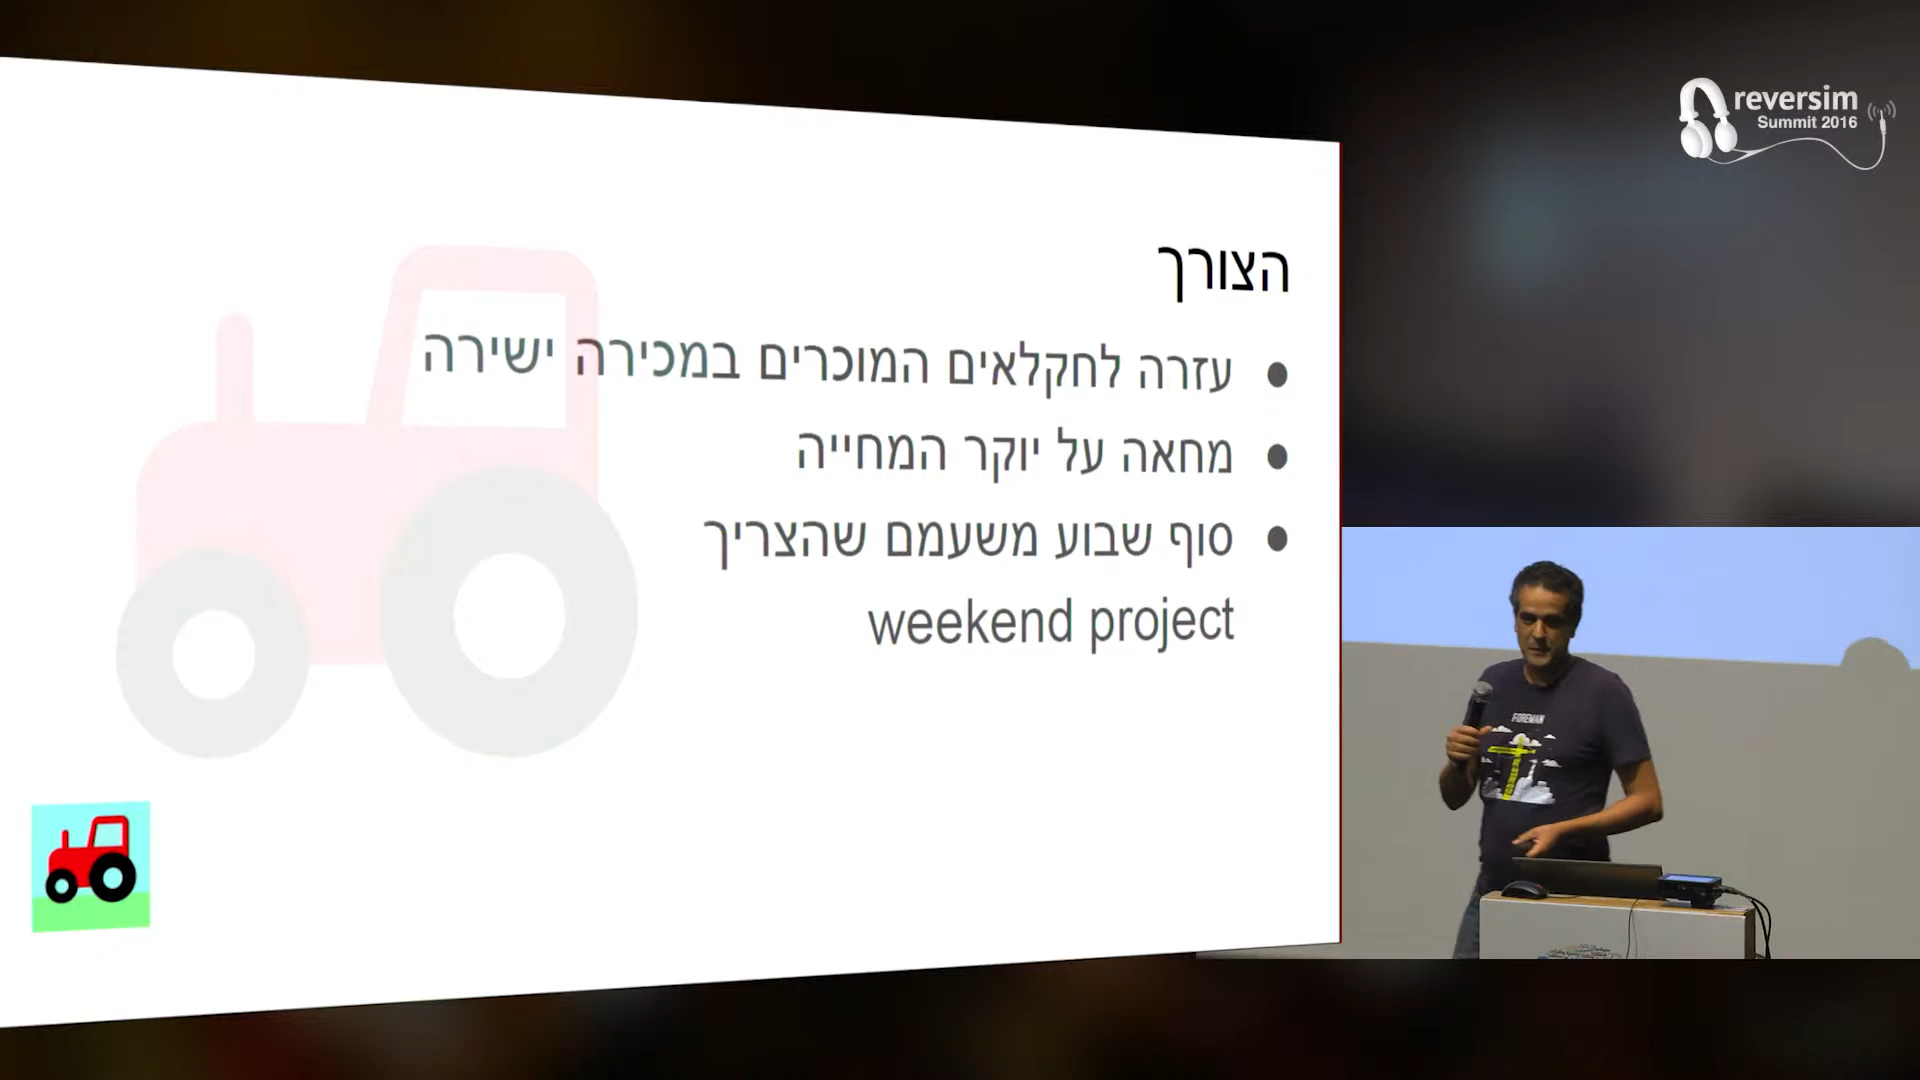 reversim
Summit 2016
הצורך
עזרה לחקלאים המוכרים במכירה ישירה
מחאה על יוקר המחייה
סוף שבוע משעמם שהצריך
weekend project
FOREMAN